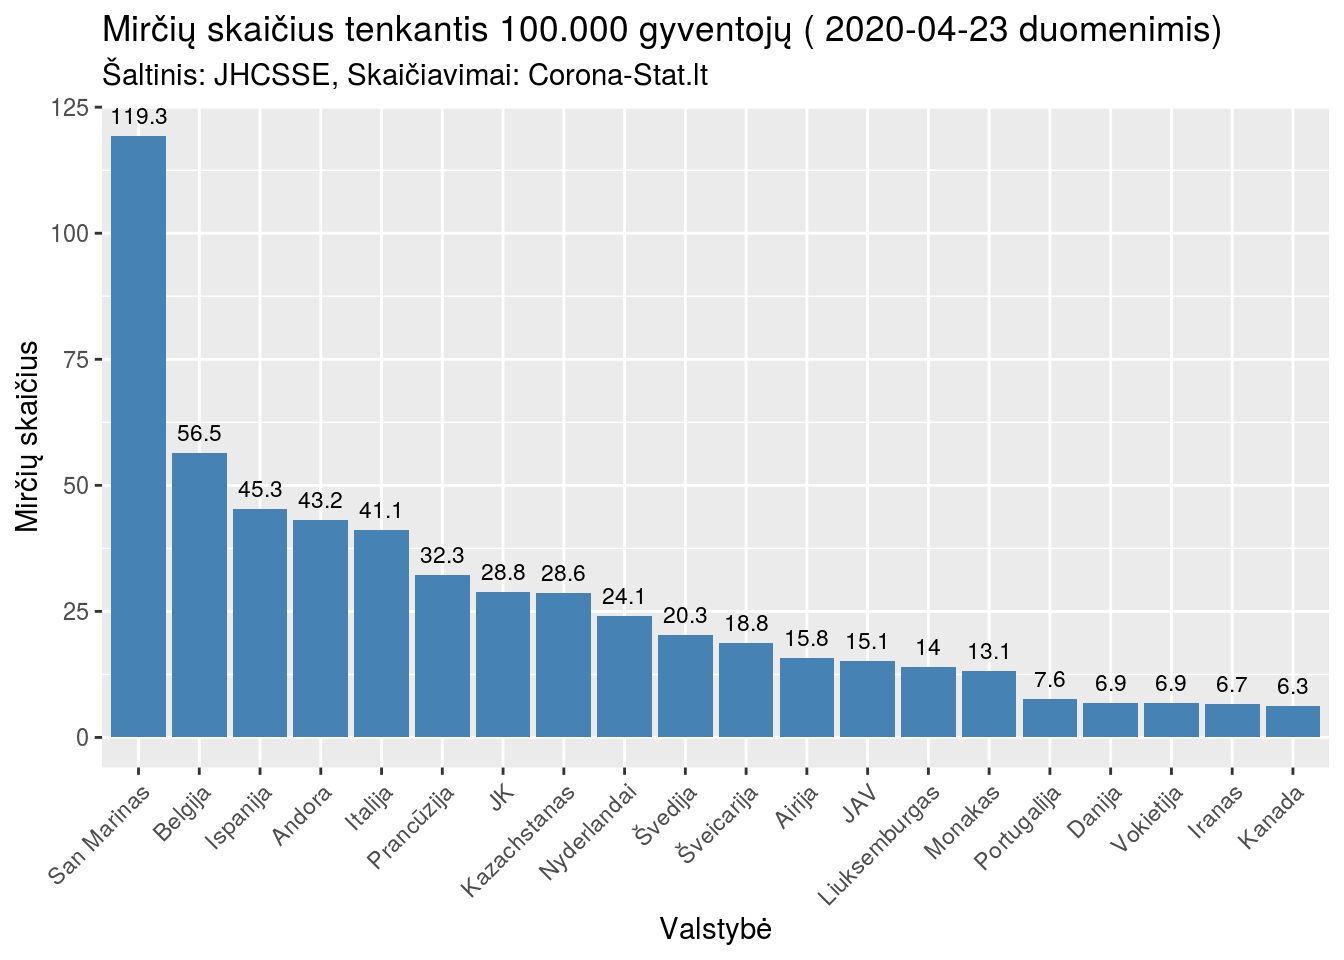 Mirčių skaičius tenkantis 100.000 gyventojų ( 2020-04-23 duomenimis)
Šaltinis: JHCSSE, Skaičiavimai: Corona-Stat.lt
Mirčių skaičius
125
100
75
50
25
0
119.3
56.5
45.3
43.2
41.1
32.3
28.8
28.6
24.1
20.3
18.8
15.8
15.1
14
13.1
7.6
6.9
6.9
6.7
6.3
San Marinas
Belgija
Ispanija
Andora
Italija
Prancūzija
JK
Kazachstanas
Nyderlandai
Švedija
Šveicarija
Airija
JAV
Liuksemburgas
Monakas
Portugalija
Danija
Vokietija
Iranas
Kanada
Valstybė